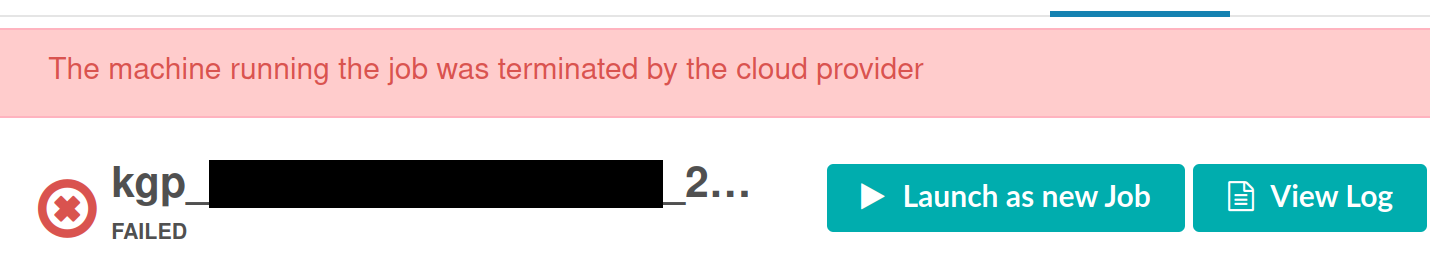 The machine running the job was terminated by the cloud provider
kgp_ _2...
FAILED
Launch as new Job
View Log